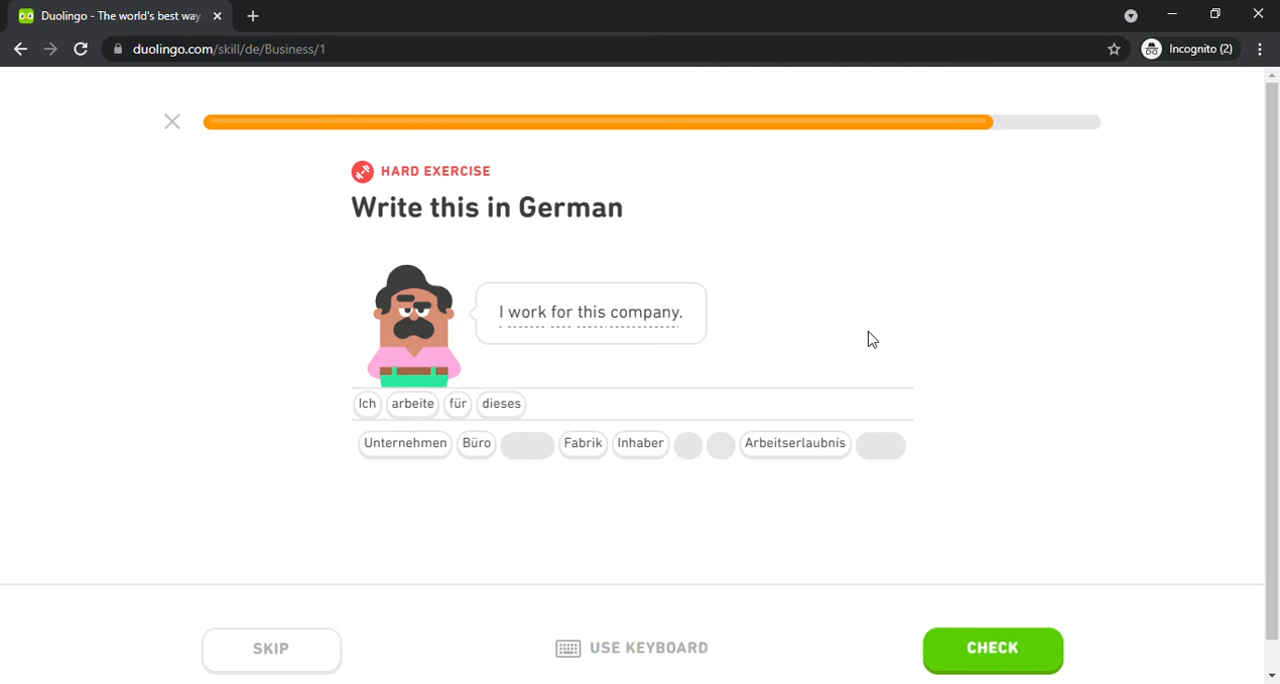 Duolingo - The world's best way
duolingo.com/skill/de/Business/1
Incognito (2)
HARD EXERCISE
Write this in German
I work for this company.
Ich arbeite für dieses
Unternehmen Büro Fabrik Inhaber Arbeitserlaubnis
SKIP
USE KEYBOARD
CHECK